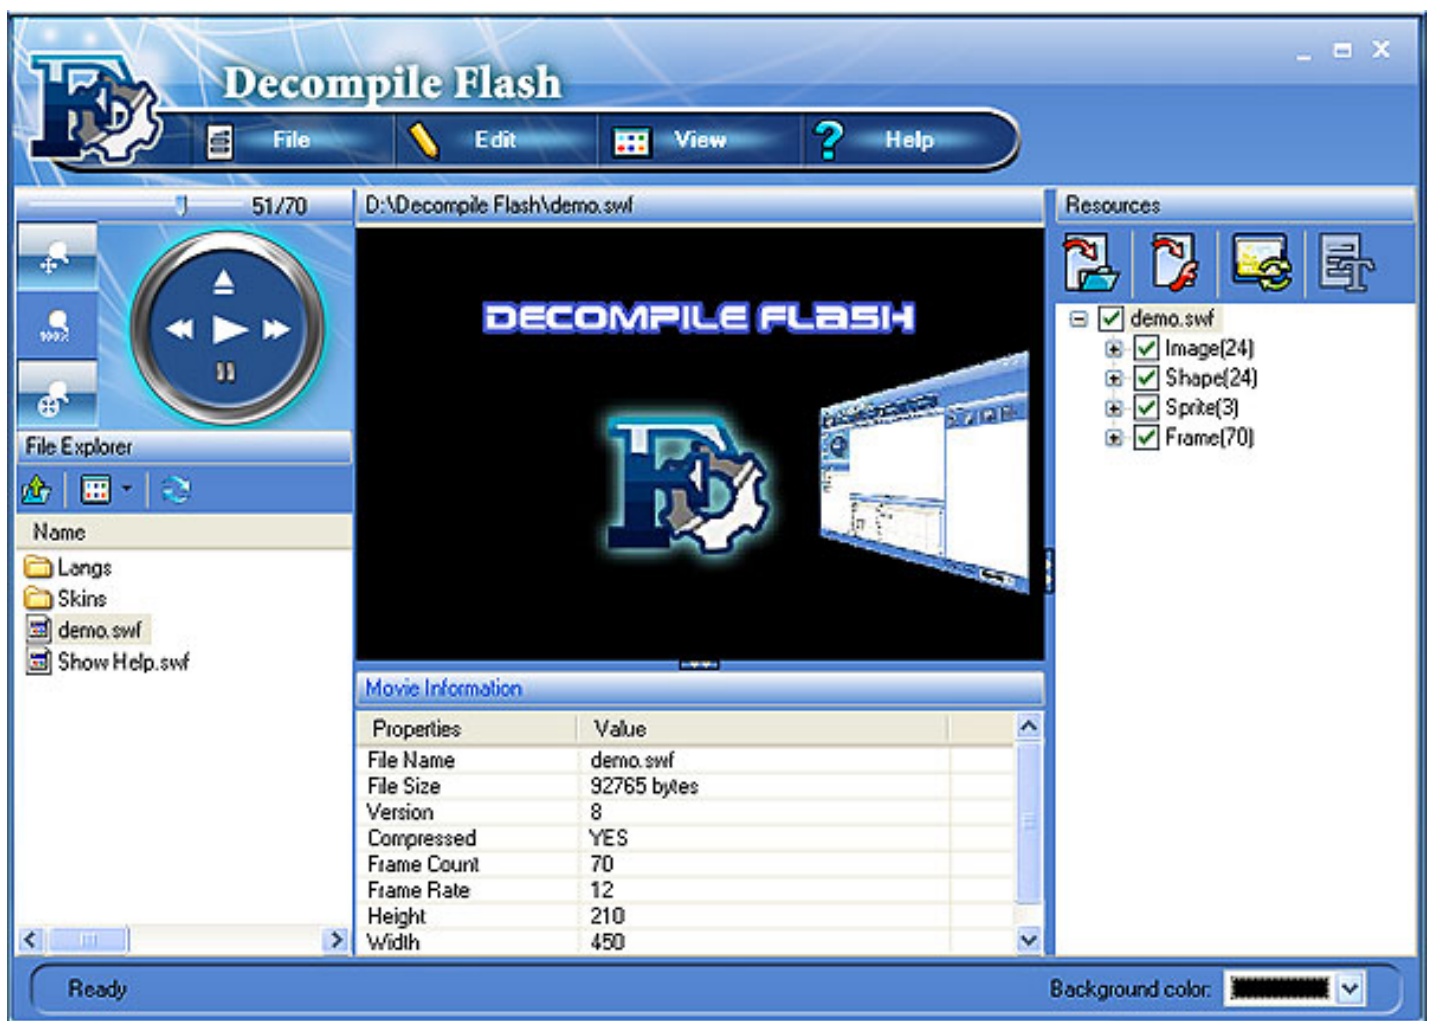 Decompile Flash
File Edit View Help
51/70
D:\Decompile Flash\demo.swf
Resources
100%
DECOMPILE FLASH
demo.swf
Image(24)
Shape(24)
Sprite(3)
Frame(70)
File Explorer
Name
Langs
Skins
demo.swf
Show Help.swf
Movie Information
Properties Value
File Name demo.swf
File Size 92765 bytes
Version 8
Compressed YES
Frame Count 70
Frame Rate 12
Height 210
Width 450
Ready
Background color: